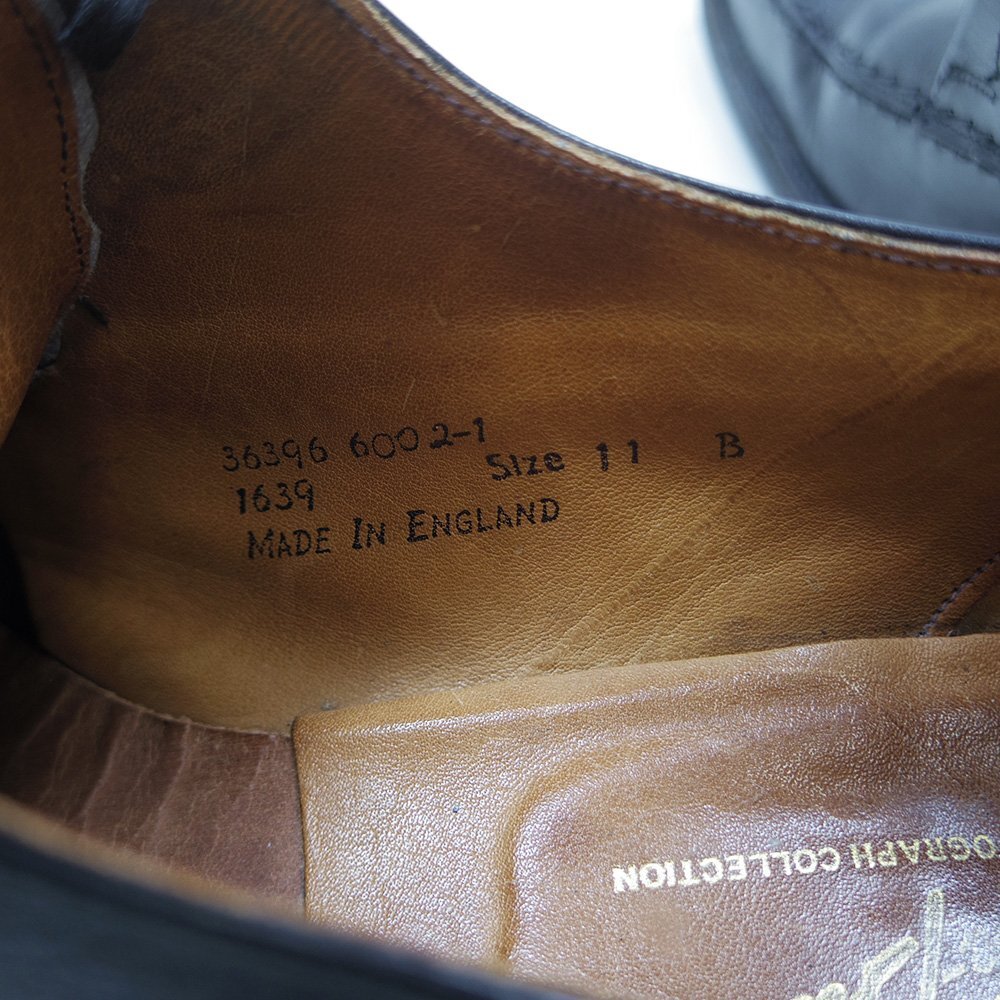 36396 6002-1
1639 Size 11 B
MADE IN ENGLAND
OGRAPH COLLECTION